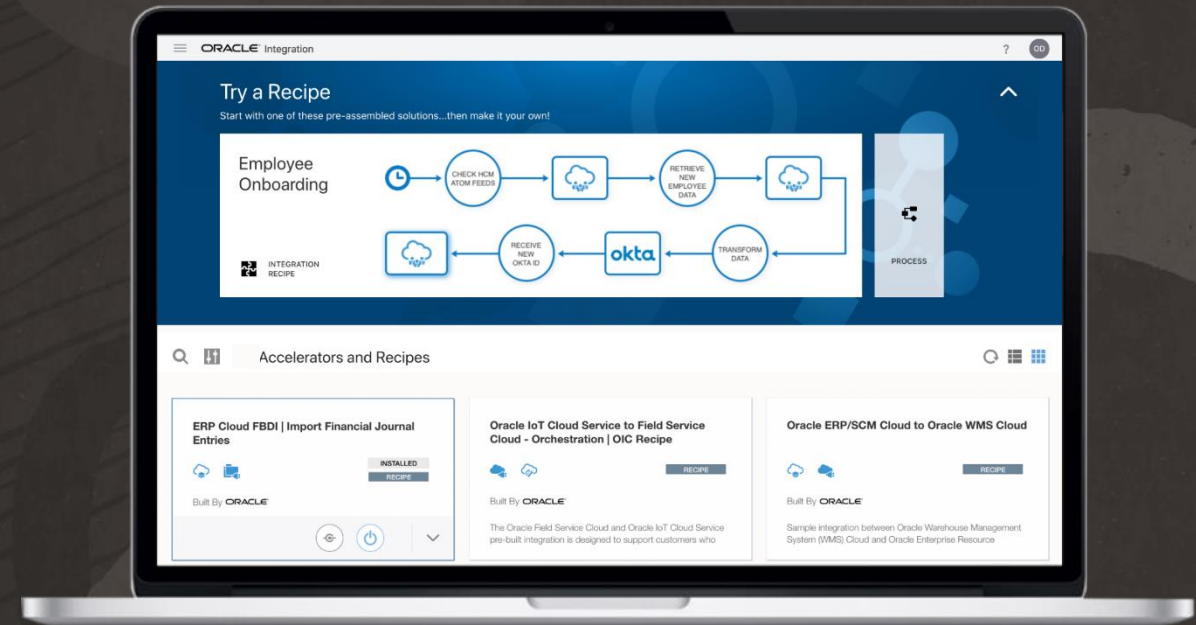 ORACLE Integration
?
OD
Try a Recipe
Start with one of these pre-assembled solutions...then make it your own!
Employee
Onboarding
CHECK HCM
ATOM FEEDS
RETRIEVE
NEW
EMPLOYEE
DATA
RECEIVE
NEW
OKTA ID
okta
TRANSFORM
DATA
INTEGRATION
RECIPE
PROCESS
Accelerators and Recipes
ERP Cloud FBDI | Import Financial Journal
Entries
INSTALLED
RECIPE
Built By ORACLE
Oracle IoT Cloud Service to Field Service
Cloud - Orchestration | OIC Recipe
RECIPE
Built By ORACLE
The Oracle Field Service Cloud and Oracle IoT Cloud Service
pre-built integration is designed to support customers who
Oracle ERP/SCM Cloud to Oracle WMS Cloud
RECIPE
Built By ORACLE
Sample integration between Oracle Warehouse Management
System (WMS) Cloud and Oracle Enterprise Resource